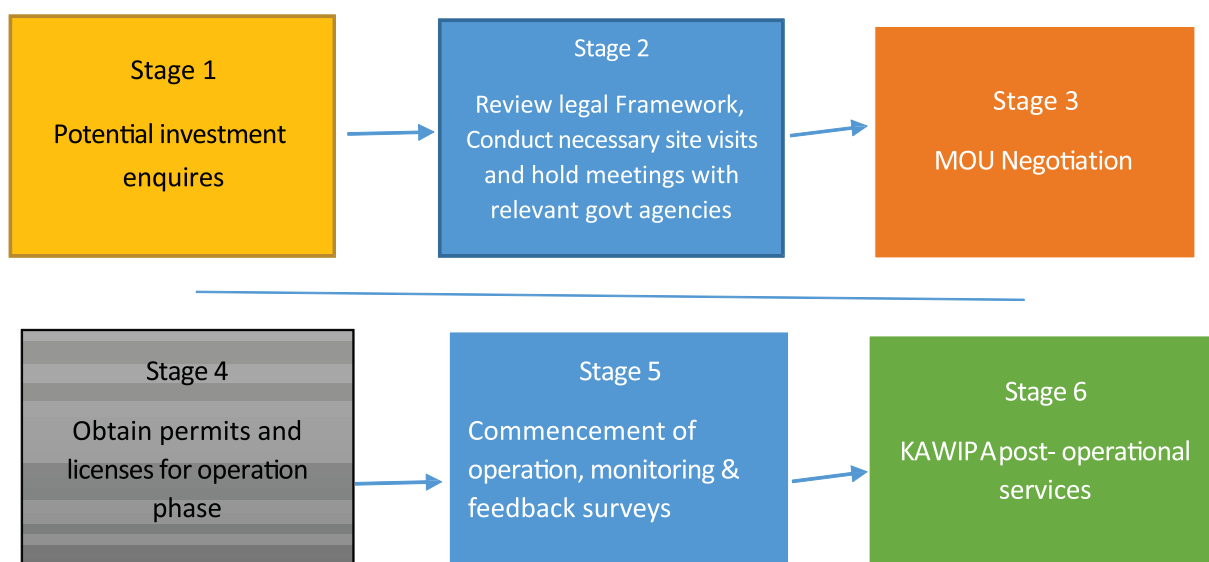 Stage 1
Potential investment
enquires
Stage 2
Review legal Framework,
Conduct necessary site visits
and hold meetings with
relevant govt agencies
Stage 3
MOU Negotiation
Stage 4
Obtain permits and
licenses for operation
phase
Stage 5
Commencement of
operation, monitoring &
feedback surveys
Stage 6
KAWIPA post- operational
services